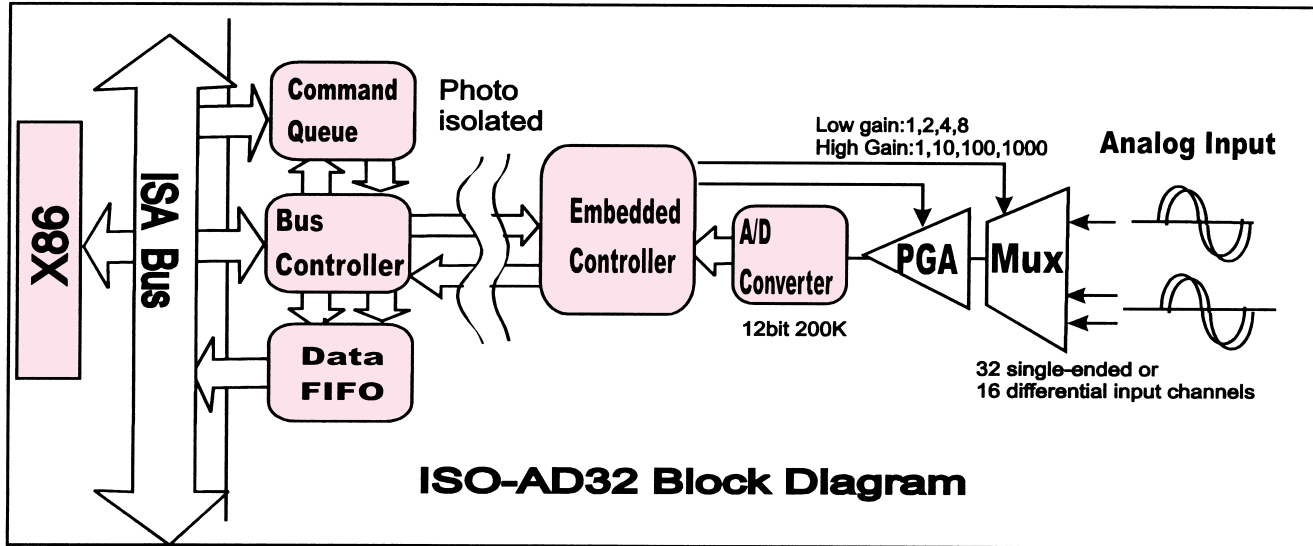 X86
ISA Bus
Command
Queue
Photo
isolated
Low gain:1,2,4,8
High Gain:1,10,100,1000
Analog Input
Bus
Controller
Embedded
Controller
A/D
Converter
PGA
Mux
12bit 200K
Data
FIFO
32 single-ended or
16 differential input channels
ISO-AD32 Block Diagram